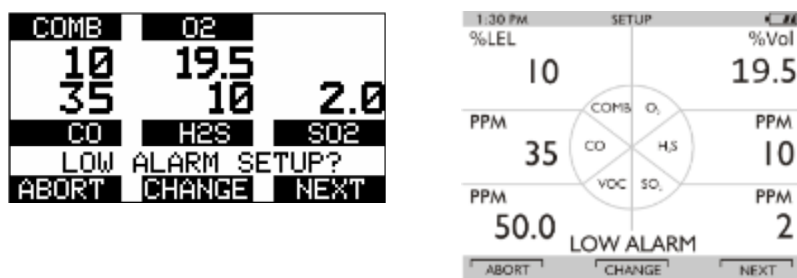 COMB O2
10 19.5
35 10 2.0
CO H2S SO2
LOW ALARM SETUP?
ABORT CHANGE NEXT
1:30 PM SETUP
%LEL %Vol
10 19.5
COMB O₂
PPM PPM
35 CO H₂S 10
VOC SO₂
PPM PPM
50.0 2
LOW ALARM
ABORT CHANGE NEXT